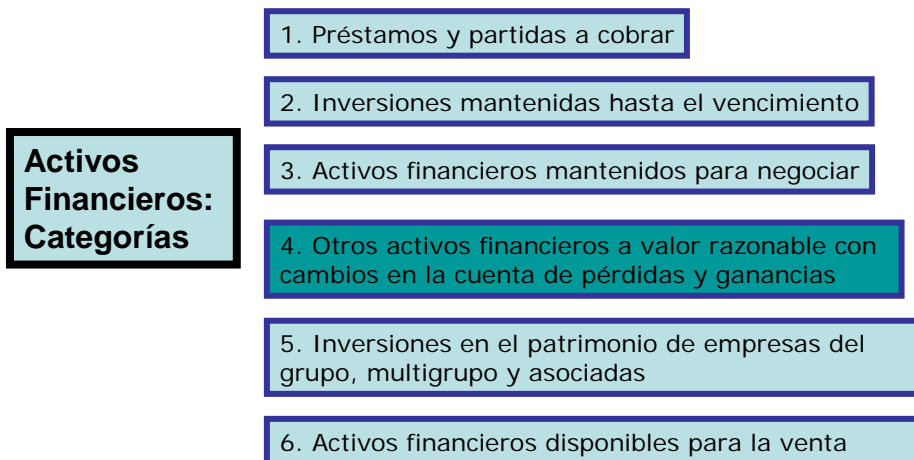 1. Préstamos y partidas a cobrar
2. Inversiones mantenidas hasta el vencimiento
Activos
Financieros:
Categorías
3. Activos financieros mantenidos para negociar
4. Otros activos financieros a valor razonable con
cambios en la cuenta de pérdidas y ganancias
5. Inversiones en el patrimonio de empresas del
grupo, multigrupo y asociadas
6. Activos financieros disponibles para la venta